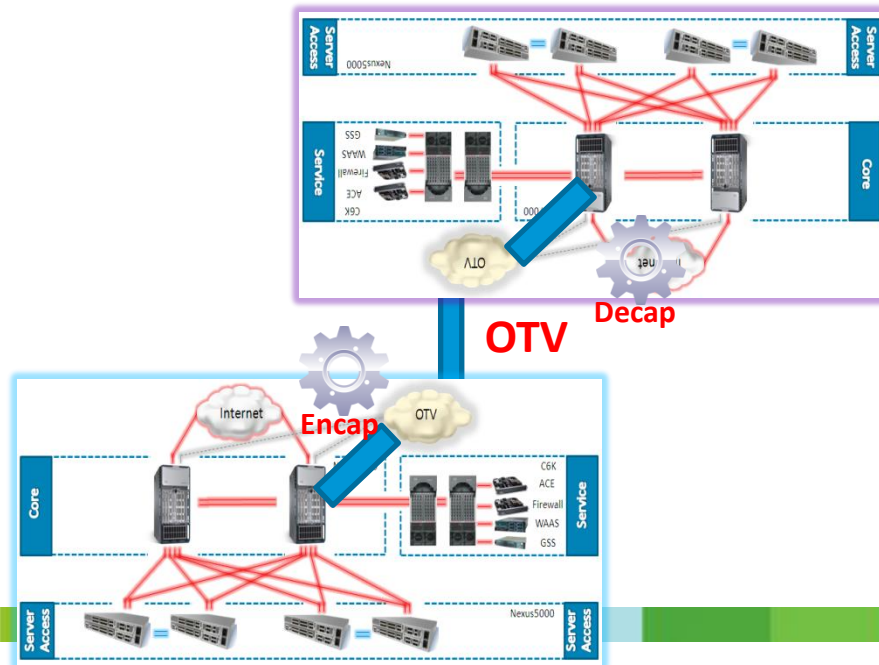 Server Access
Nexus5000
Server Access
Service
GSS
WAAS
Firewall
ACE
C6K
Core
OTV
Decap
OTV
Internet
Encap
OTV
Core
C6K
ACE
Firewall
WAAS
GSS
Service
Server Access
Nexus5000
Server Access